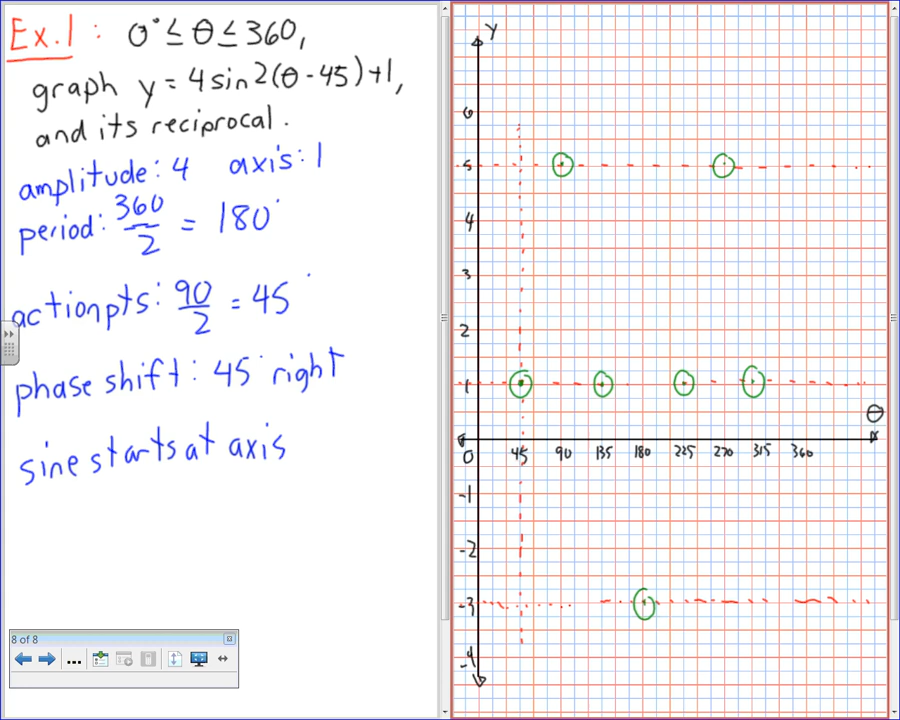 Ex.1 : 0° ≤ θ ≤ 360,
graph y = 4 sin 2(θ - 45) + 1,
and its reciprocal.
amplitude: 4 axis: 1
period: 360/2 = 180°
action pts: 90/2 = 45°
phase shift: 45° right
sine starts at axis
8 of 8
y
6
5
4
3
2
1
θ
0 45 90 135 180 225 270 315 360
-1
-2
-3
-4